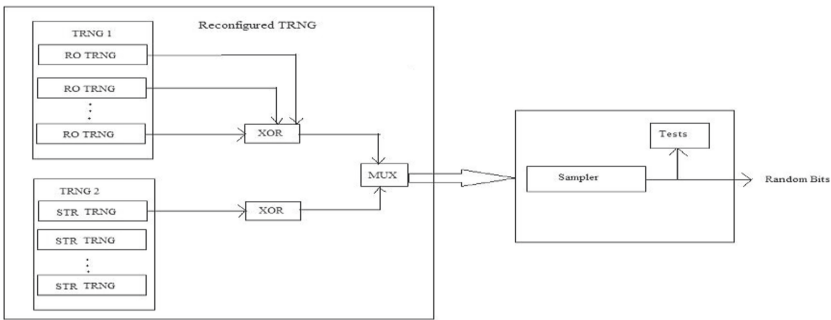 Reconfigured TRNG
TRNG 1
RO TRNG
RO TRNG
RO TRNG
XOR
MUX
TRNG 2
STR TRNG
STR TRNG
STR TRNG
XOR
Sampler
Tests
Random Bits